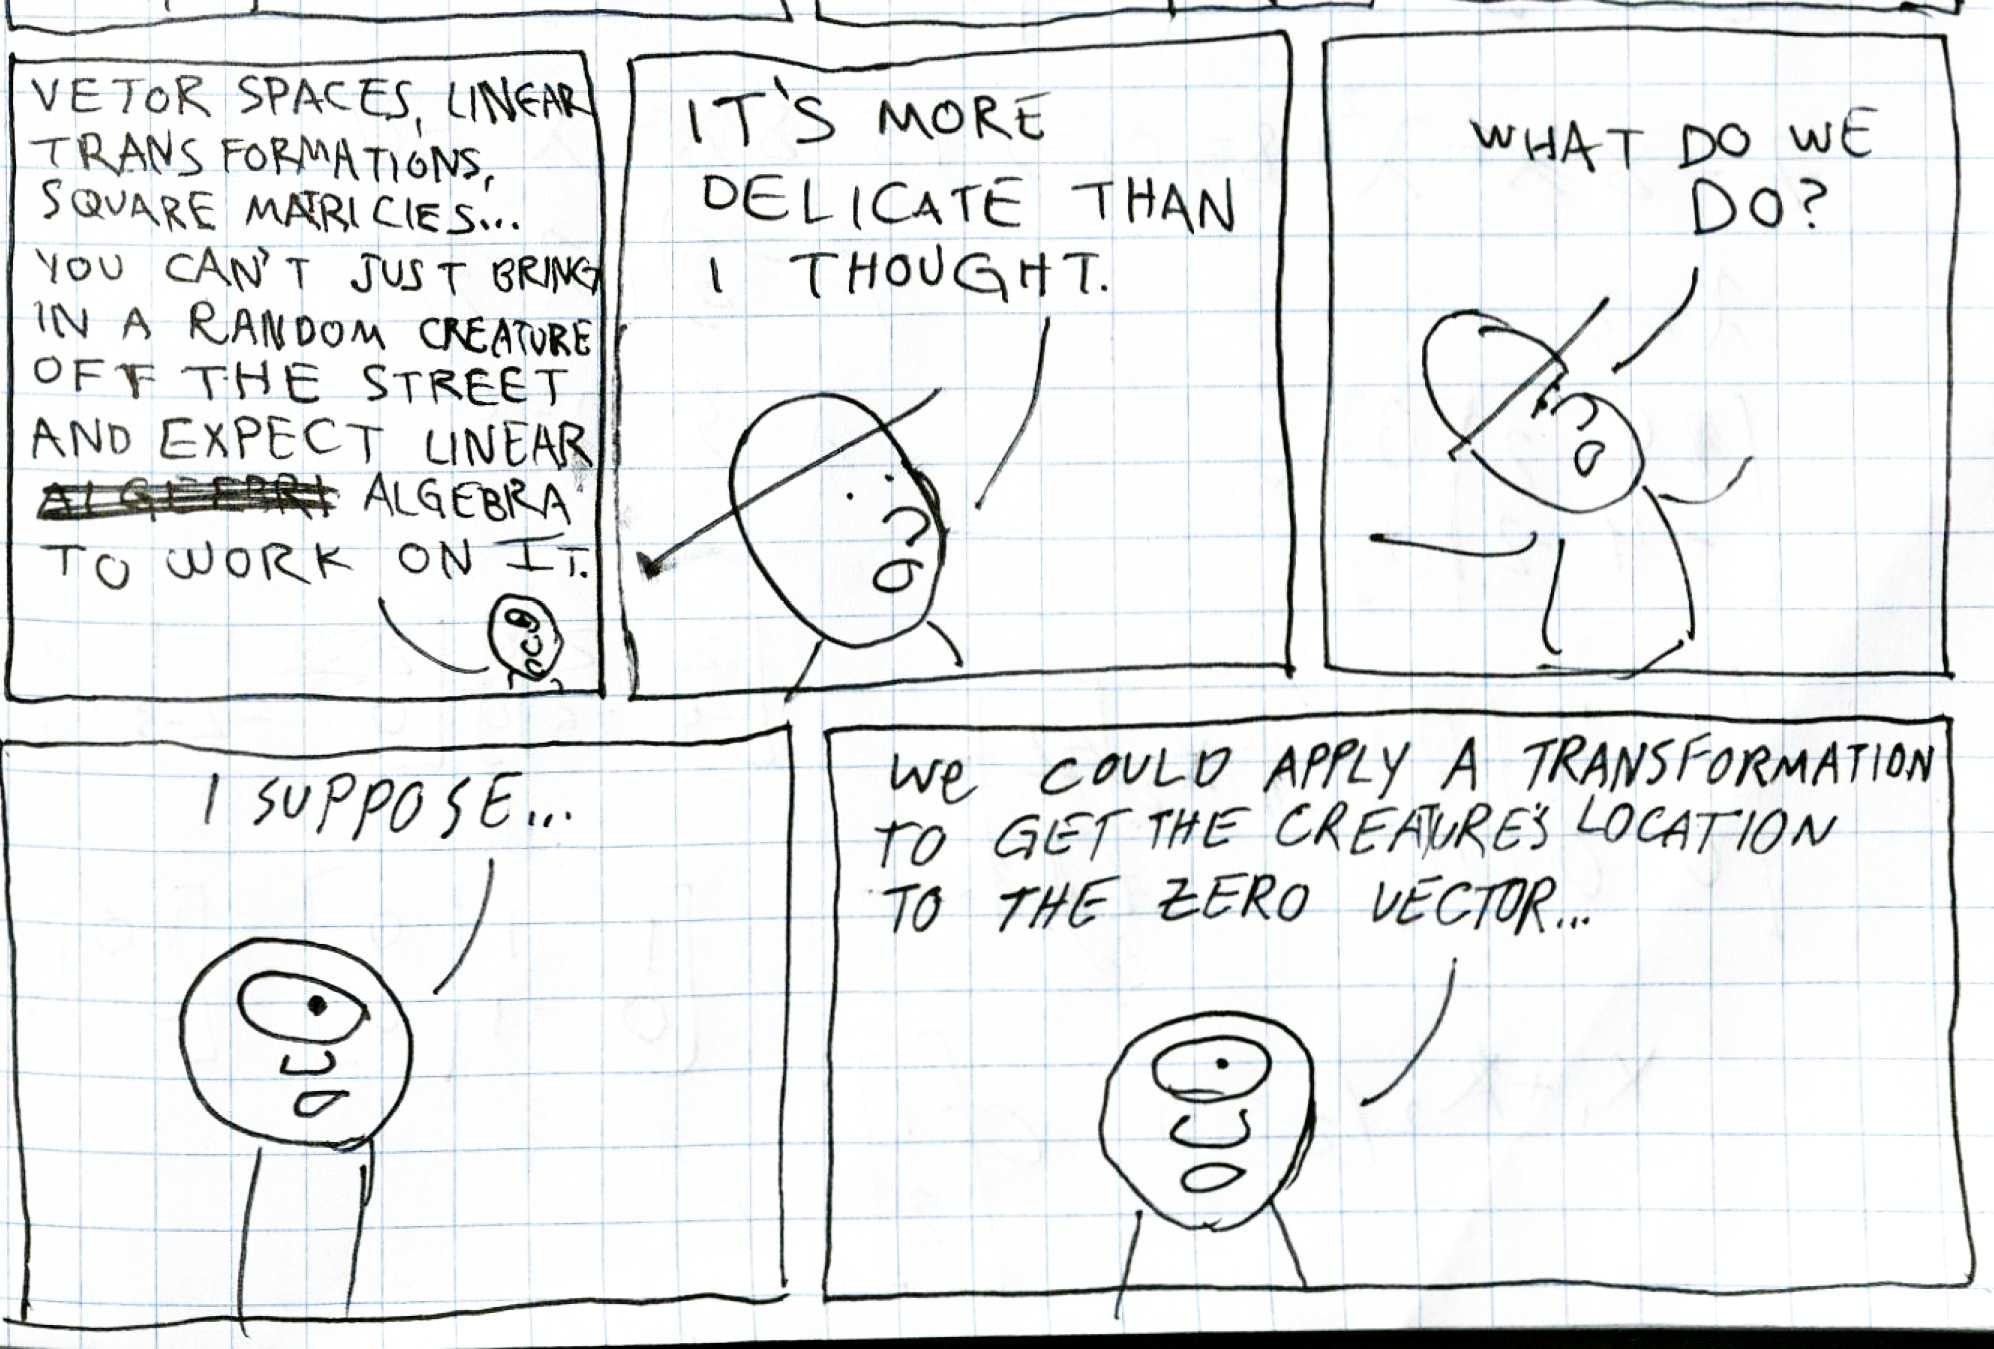 VETOR SPACES, LINEAR
TRANSFORMATIONS,
SQUARE MATRICIES...
YOU CAN'T JUST BRING
IN A RANDOM CREATURE
OFF THE STREET
AND EXPECT LINEAR
ALGEBRA
TO WORK ON IT.
IT'S MORE
DELICATE THAN
I THOUGHT.
WHAT DO WE
DO?
I SUPPOSE...
We COULD APPLY A TRANSFORMATION
TO GET THE CREATURE'S LOCATION
TO THE ZERO VECTOR...